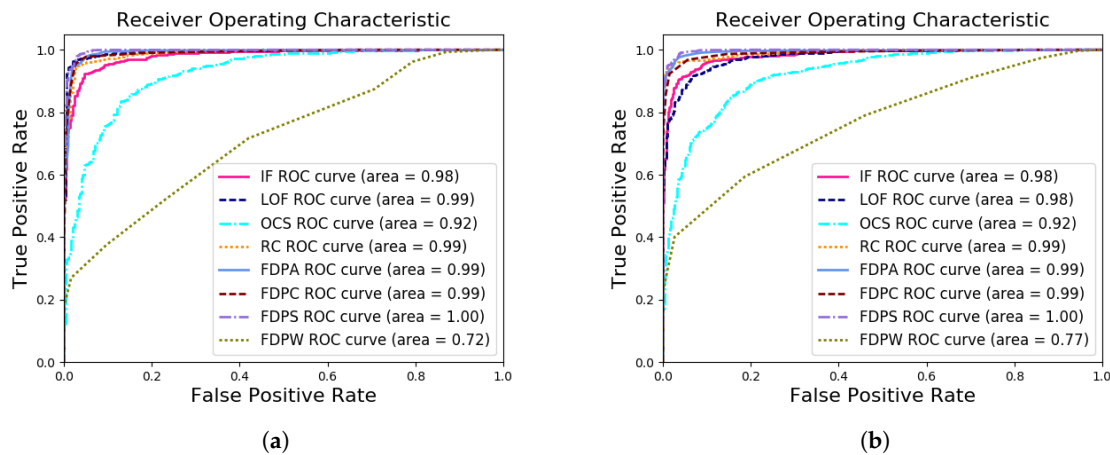 Receiver Operating Characteristic
1.0
0.8
0.6
0.4
0.2
0.0
True Positive Rate
IF ROC curve (area = 0.98)
LOF ROC curve (area = 0.99)
OCS ROC curve (area = 0.92)
RC ROC curve (area = 0.99)
FDPA ROC curve (area = 0.99)
FDPC ROC curve (area = 0.99)
FDPS ROC curve (area = 1.00)
FDPW ROC curve (area = 0.72)
0.0 0.2 0.4 0.6 0.8 1.0
False Positive Rate
(a)
Receiver Operating Characteristic
1.0
0.8
0.6
0.4
0.2
0.0
True Positive Rate
IF ROC curve (area = 0.98)
LOF ROC curve (area = 0.98)
OCS ROC curve (area = 0.92)
RC ROC curve (area = 0.99)
FDPA ROC curve (area = 0.99)
FDPC ROC curve (area = 0.99)
FDPS ROC curve (area = 1.00)
FDPW ROC curve (area = 0.77)
0.0 0.2 0.4 0.6 0.8 1.0
False Positive Rate
(b)